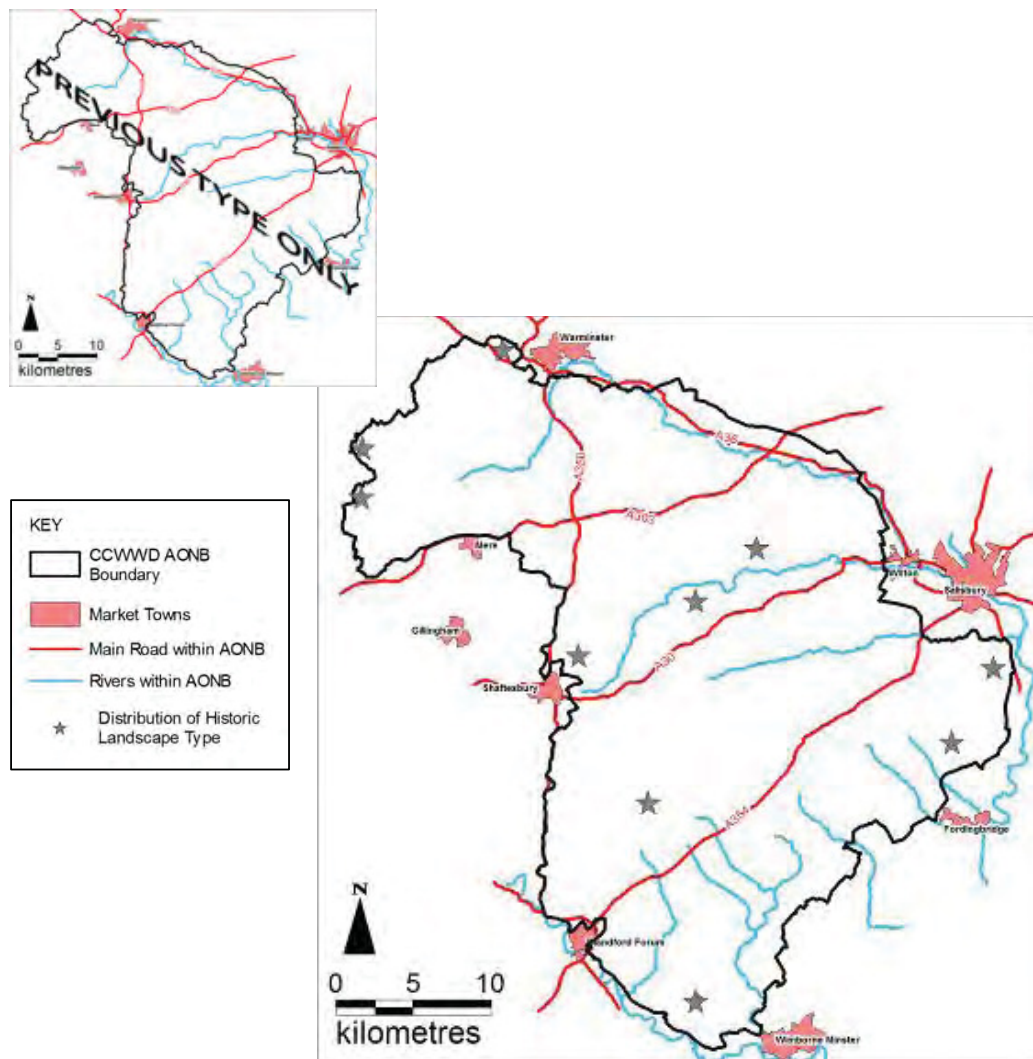 PREVIOUS TYPE ONLY
N
0 5 10
kilometres
KEY
CCWWD AONB
Boundary
Market Towns
Main Road within AONB
Rivers within AONB
Distribution of Historic
Landscape Type
Warminster
A36
A350
A303
Mere
Wilton
Salisbury
Gillingham
Shaftesbury
A30
A354
Fordingbridge
Blandford Forum
Wimborne Minster
N
0 5 10
kilometres